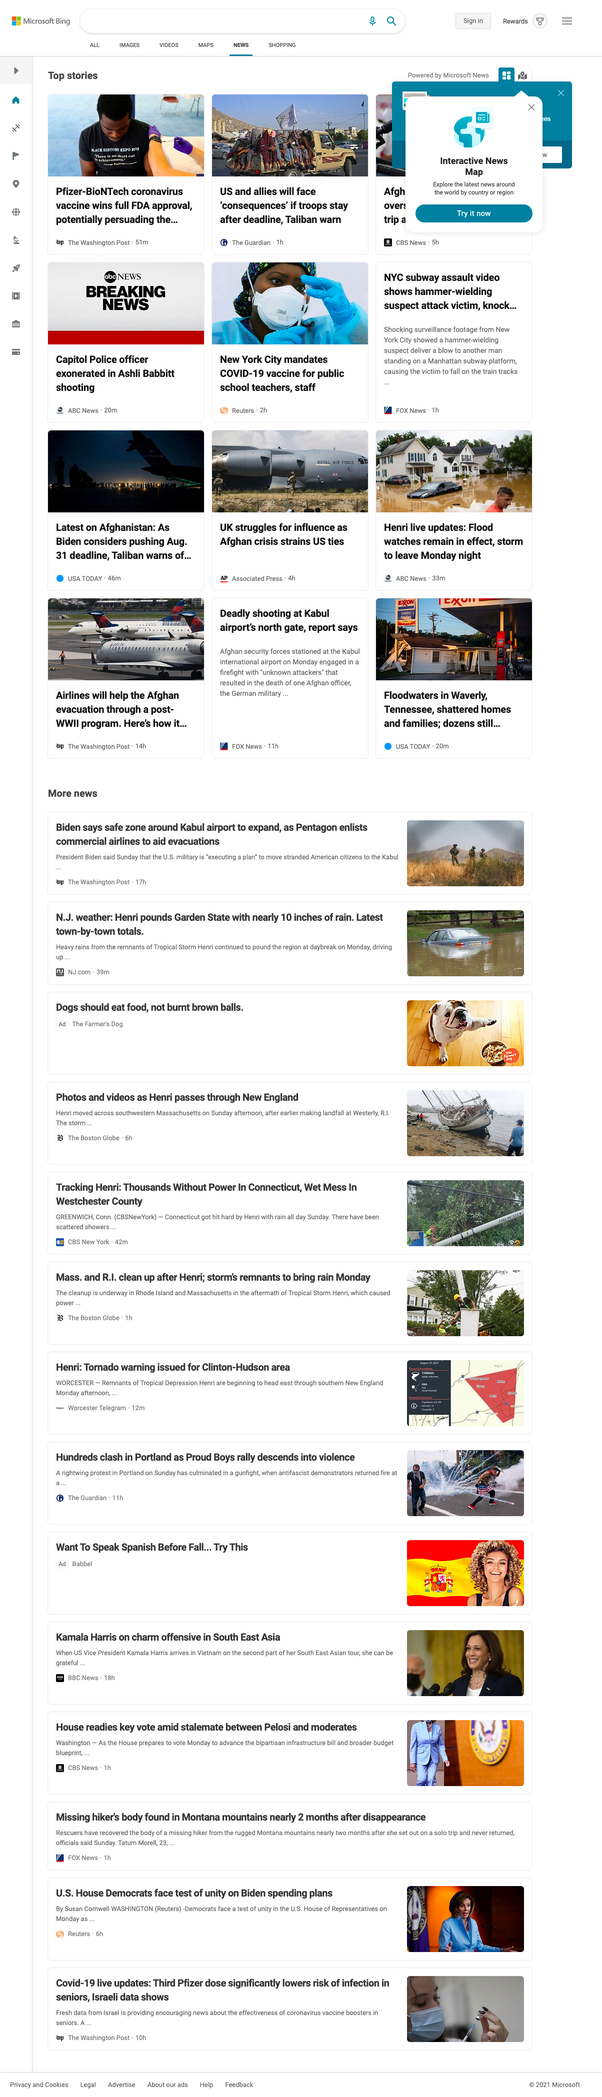 Microsoft Bing
Sign in
Rewards
ALL
IMAGES
VIDEOS
MAPS
NEWS
SHOPPING
Top stories
Powered by Microsoft News
Interactive News
Map
Explore the latest news around
the world by country or region
Try it now
Pfizer-BioNTech coronavirus
vaccine wins full FDA approval,
potentially persuading the...
The Washington Post · 51m
US and allies will face
'consequences' if troops stay
after deadline, Taliban warn
The Guardian · 1h
Afgh
overs
trip a
CBS News · 5h
abc NEWS
BREAKING
NEWS
Capitol Police officer
exonerated in Ashli Babbitt
shooting
ABC News · 20m
New York City mandates
COVID-19 vaccine for public
school teachers, staff
Reuters · 2h
NYC subway assault video
shows hammer-wielding
suspect attack victim, knock...
Shocking surveillance footage from New
York City showed a hammer-wielding
suspect deliver a blow to another man
standing on a Manhattan subway platform,
causing the victim to fall on the train tracks
...
FOX News · 1h
Latest on Afghanistan: As
Biden considers pushing Aug.
31 deadline, Taliban warns of...
USA TODAY · 46m
UK struggles for influence as
Afghan crisis strains US ties
AP
Associated Press · 4h
Henri live updates: Flood
watches remain in effect, storm
to leave Monday night
ABC News · 33m
Airlines will help the Afghan
evacuation through a post-
WWII program. Here's how it...
The Washington Post · 14h
Deadly shooting at Kabul
airport's north gate, report says
Afghan security forces stationed at the Kabul
international airport on Monday engaged in a
firefight with "unknown attackers" that
resulted in the death of one Afghan officer,
the German military ...
FOX News · 11h
EXXON
Floodwaters in Waverly,
Tennessee, shattered homes
and families; dozens still...
USA TODAY · 20m
More news
Biden says safe zone around Kabul airport to expand, as Pentagon enlists
commercial airlines to aid evacuations
President Biden said Sunday that the U.S. military is "executing a plan" to move stranded American citizens to the Kabul
...
The Washington Post · 17h
N.J. weather: Henri pounds Garden State with nearly 10 inches of rain. Latest
town-by-town totals.
Heavy rains from the remnants of Tropical Storm Henri continued to pound the region at daybreak on Monday, driving
up ...
NJ.com · 39m
Dogs should eat food, not burnt brown balls.
Ad
The Farmer's Dog
Photos and videos as Henri passes through New England
Henri moved across southwestern Massachusetts on Sunday afternoon, after earlier making landfall at Westerly, R.I.
The storm ...
The Boston Globe · 6h
Tracking Henri: Thousands Without Power In Connecticut, Wet Mess In
Westchester County
GREENWICH, Conn. (CBSNewYork) — Connecticut got hit hard by Henri with rain all day Sunday. There have been
scattered showers ...
CBS New York · 42m
Mass. and R.I. clean up after Henri; storm's remnants to bring rain Monday
The cleanup is underway in Rhode Island and Massachusetts in the aftermath of Tropical Storm Henri, which caused
power ...
The Boston Globe · 1h
Henri: Tornado warning issued for Clinton-Hudson area
WORCESTER — Remnants of Tropical Depression Henri are beginning to head east through southern New England
Monday afternoon, ...
Worcester Telegram · 12m
Hundreds clash in Portland as Proud Boys rally descends into violence
A rightwing protest in Portland on Sunday has culminated in a gunfight, when antifascist demonstrators returned fire at
a ...
The Guardian · 11h
Want To Speak Spanish Before Fall... Try This
Ad
Babbel
Kamala Harris on charm offensive in South East Asia
When US Vice President Kamala Harris arrives in Vietnam on the second part of her South East Asian tour, she can be
grateful ...
BBC News · 18h
House readies key vote amid stalemate between Pelosi and moderates
Washington — As the House prepares to vote Monday to advance the bipartisan infrastructure bill and broader budget
blueprint, ...
CBS News · 1h
Missing hiker's body found in Montana mountains nearly 2 months after disappearance
Rescuers have recovered the body of a missing hiker from the rugged Montana mountains nearly two months after she set out on a solo trip and never returned,
officials said Sunday. Tatum Morell, 23, ...
FOX News · 1h
U.S. House Democrats face test of unity on Biden spending plans
By Susan Cornwell WASHINGTON (Reuters) -Democrats face a test of unity in the U.S. House of Representatives on
Monday as ...
Reuters · 6h
Covid-19 live updates: Third Pfizer dose significantly lowers risk of infection in
seniors, Israeli data shows
Fresh data from Israel is providing encouraging news about the effectiveness of coronavirus vaccine boosters in
seniors. A ...
The Washington Post · 10h
Privacy and Cookies
Legal
Advertise
About our ads
Help
Feedback
© 2021 Microsoft